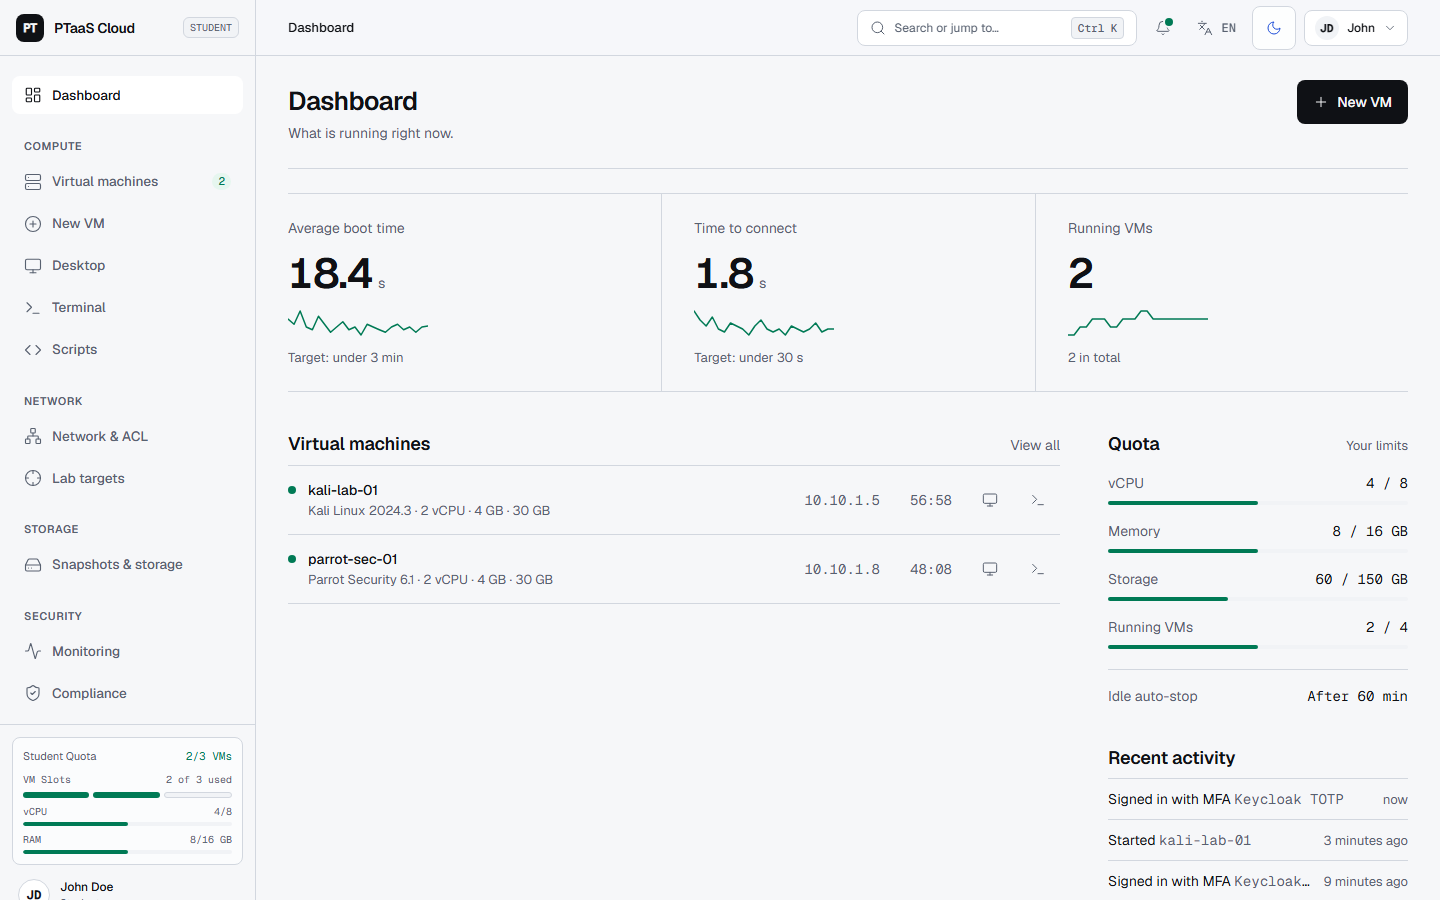 PT PTaaS Cloud STUDENT
Dashboard
Search or jump to... Ctrl K
EN
JD John
Dashboard
COMPUTE
Virtual machines 2
New VM
Desktop
Terminal
Scripts
NETWORK
Network & ACL
Lab targets
STORAGE
Snapshots & storage
SECURITY
Monitoring
Compliance
Student Quota 2/3 VMs
VM Slots 2 of 3 used
vCPU 4/8
RAM 8/16 GB
JD John Doe
Dashboard
What is running right now.
New VM
Average boot time
18.4 s
Target: under 3 min
Time to connect
1.8 s
Target: under 30 s
Running VMs
2
2 in total
Virtual machines View all
kali-lab-01
Kali Linux 2024.3 · 2 vCPU · 4 GB · 30 GB
10.10.1.5 56:58
parrot-sec-01
Parrot Security 6.1 · 2 vCPU · 4 GB · 30 GB
10.10.1.8 48:08
Quota Your limits
vCPU 4 / 8
Memory 8 / 16 GB
Storage 60 / 150 GB
Running VMs 2 / 4
Idle auto-stop After 60 min
Recent activity
Signed in with MFA Keycloak TOTP now
Started kali-lab-01 3 minutes ago
Signed in with MFA Keycloak... 9 minutes ago